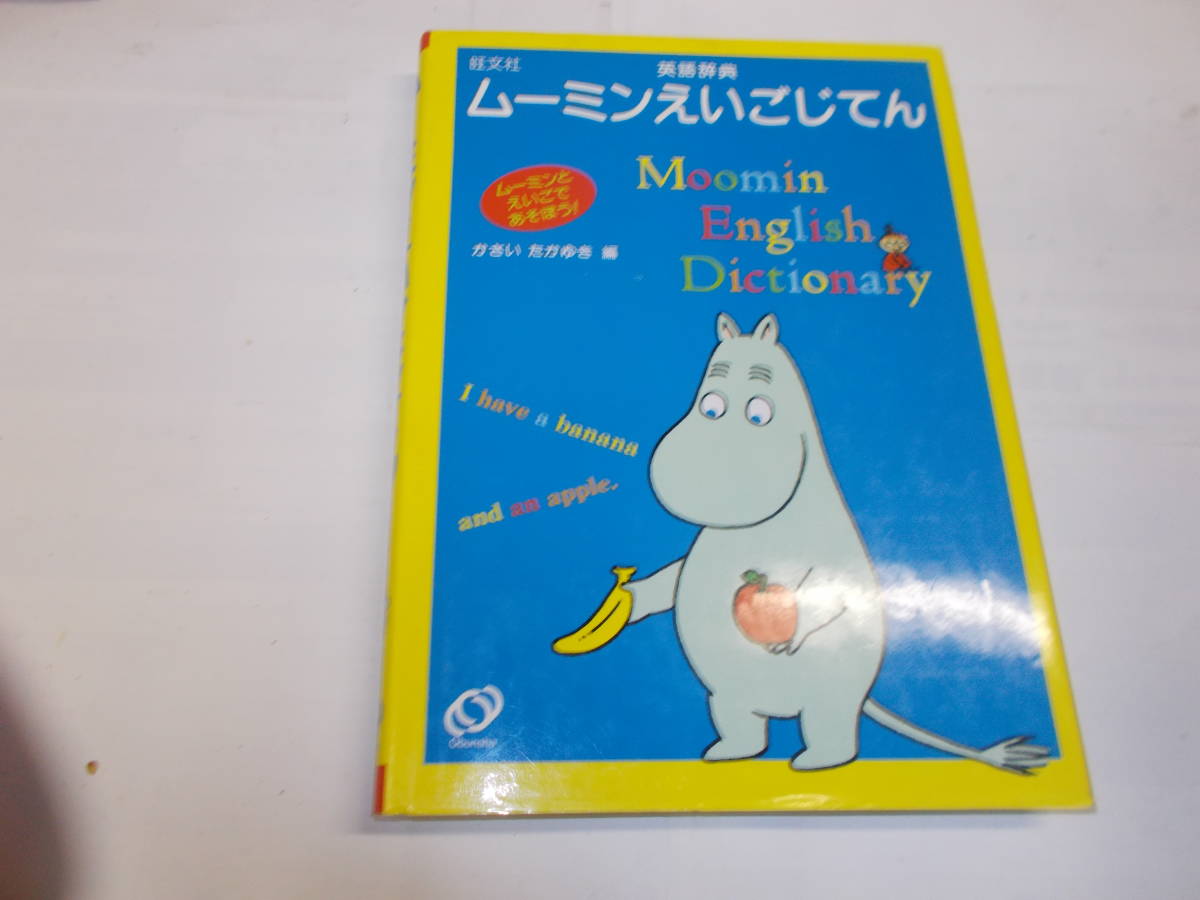 旺文社
英語辞典
ムーミンえいごじてん
ムーミンと
えいごで
あそぼう!
かさい たかゆき 編
Moomin
English
Dictionary
I have a banana
and an apple.
Obunsha